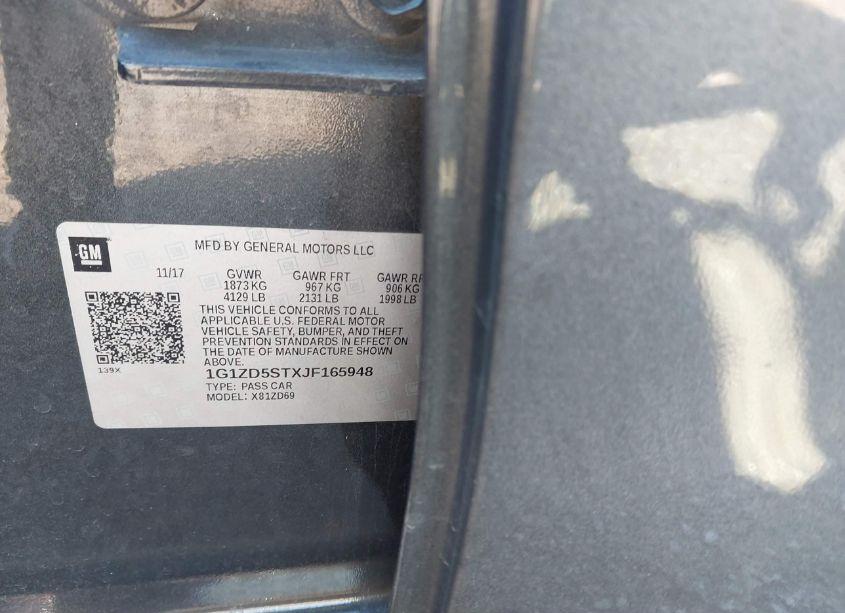 GM
MFD BY GENERAL MOTORS LLC
11/17 GVWR GAWR FRT GAWR
1873 KG 967 KG 906 KG
4129 LB 2131 LB 1998 LB
THIS VEHICLE CONFORMS TO ALL
APPLICABLE U.S. FEDERAL MOTOR
VEHICLE SAFETY, BUMPER, AND THEFT
PREVENTION STANDARDS IN EFFECT ON
THE DATE OF MANUFACTURE SHOWN
ABOVE.
139X
1G1ZD5STXJF165948
TYPE: PASS CAR
MODEL: X81ZD69